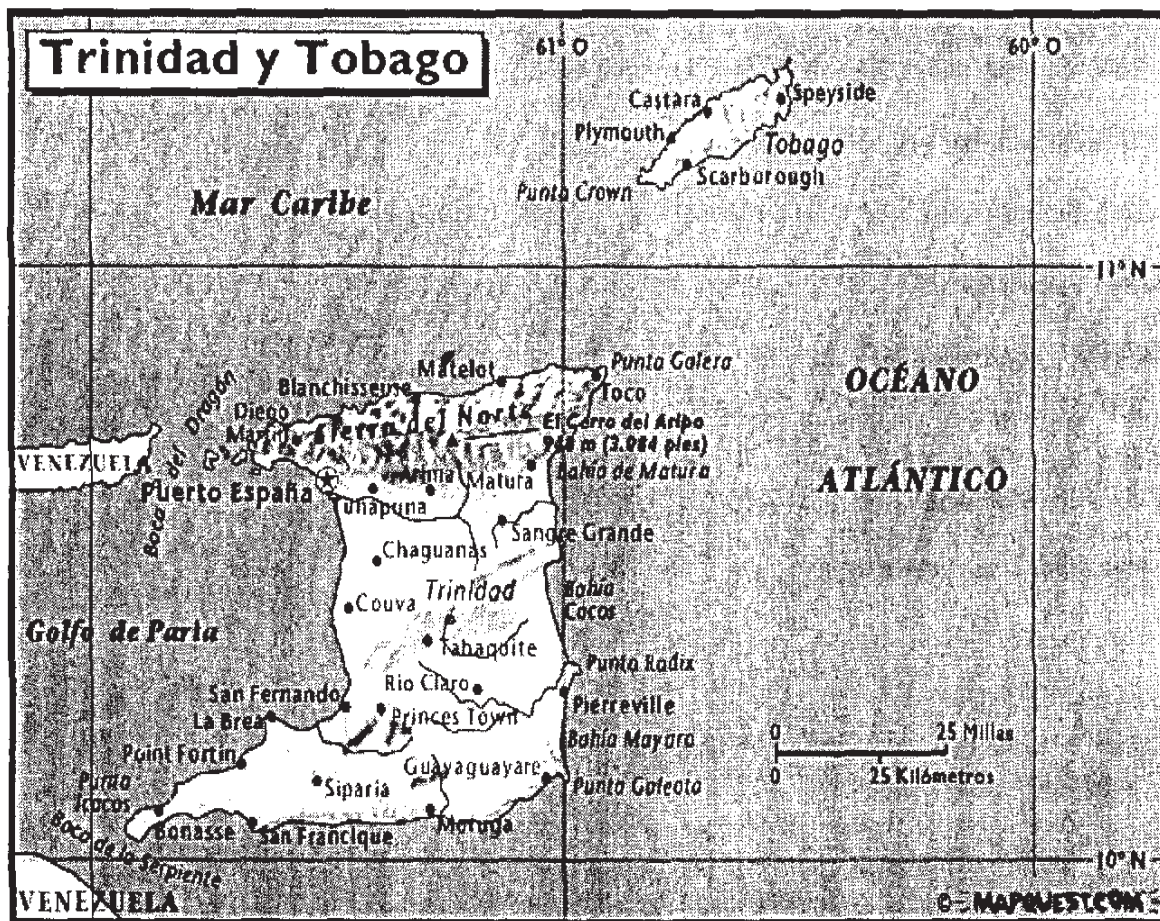 Trinidad y Tobago
61° O
60° O
Castara
Speyside
Plymouth
Tobago
Scarborough
Punta Crown
Mar Caribe
11° N
Matelot
Punta Galera
Blanchisseuse
Toco
OCÉANO
Diego
Martin
del Norte
El Cerro del Aripo
(3.084 pies)
Boca del Dragón
VENEZUELA
Arima
Matura
Bahía de Matura
ATLÁNTICO
Puerto España
Tunapuna
Sangre Grande
Chaguanas
Trinidad
Bahía
Cocos
Couva
Golfo de Paria
Tabaquite
Punta Radix
Rio Claro
San Fernando
Pierreville
La Brea
Princes Town
0
25 Millas
Point Fortin
Bahía Mayaro
0
25 Kilómetros
Guayaguayare
Punta
Icacos
Siparia
Punta Galeota
Bonasse
San Francique
Moruga
Boca de la Serpiente
10° N
VENEZUELA
MAPQUEST.COM